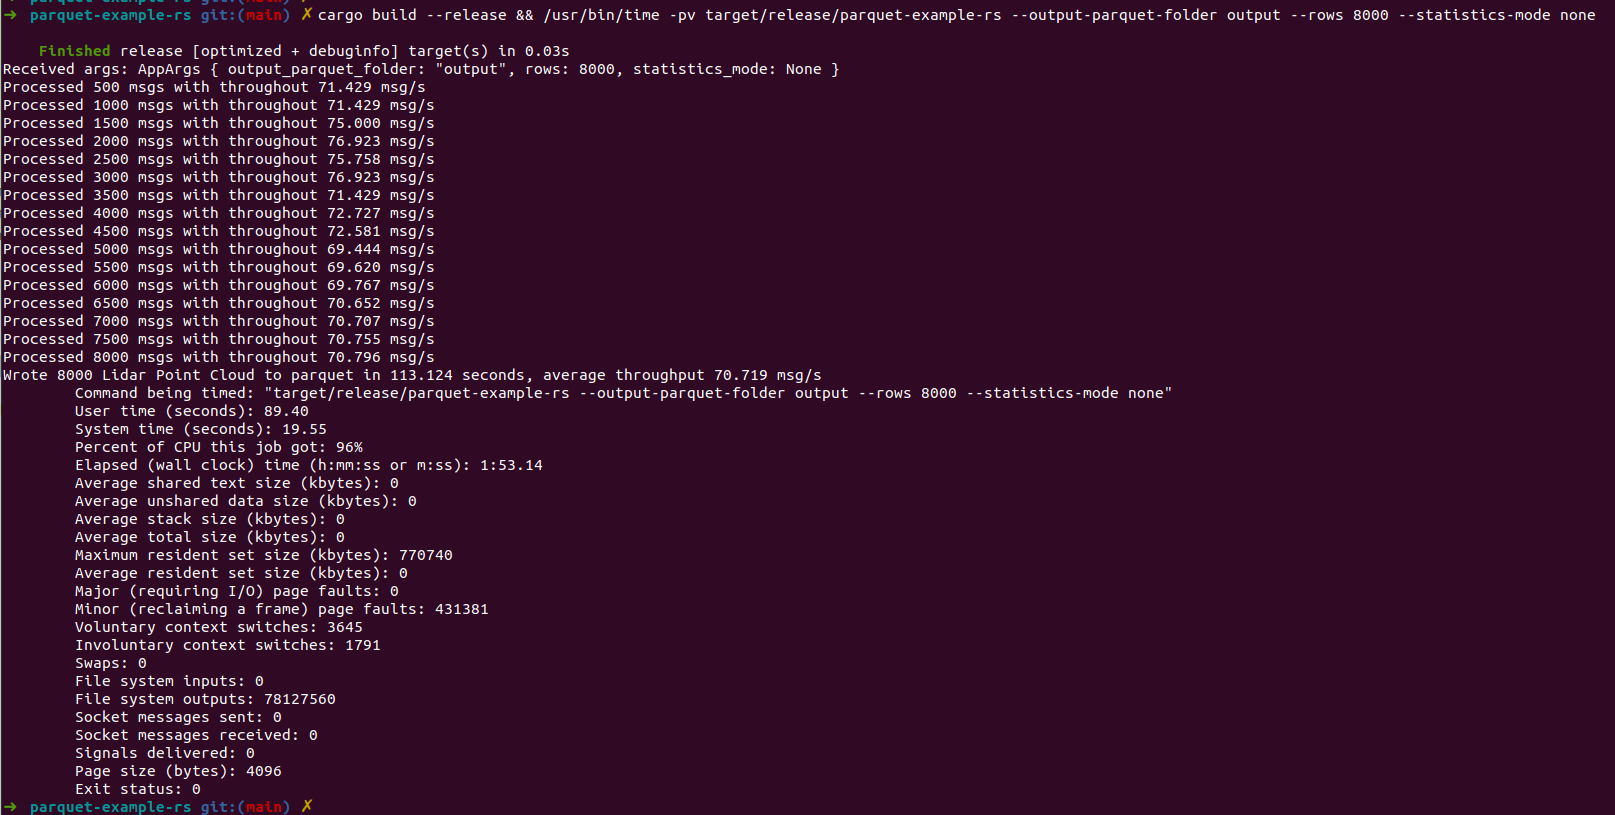 ➜  parquet-example-rs git:(main) ✗ cargo build --release && /usr/bin/time -pv target/release/parquet-example-rs --output-parquet-folder output --rows 8000 --statistics-mode none
    Finished release [optimized + debuginfo] target(s) in 0.03s
Received args: AppArgs { output_parquet_folder: "output", rows: 8000, statistics_mode: None }
Processed 500 msgs with throughout 71.429 msg/s
Processed 1000 msgs with throughout 71.429 msg/s
Processed 1500 msgs with throughout 75.000 msg/s
Processed 2000 msgs with throughout 76.923 msg/s
Processed 2500 msgs with throughout 75.758 msg/s
Processed 3000 msgs with throughout 76.923 msg/s
Processed 3500 msgs with throughout 71.429 msg/s
Processed 4000 msgs with throughout 72.727 msg/s
Processed 4500 msgs with throughout 72.581 msg/s
Processed 5000 msgs with throughout 69.444 msg/s
Processed 5500 msgs with throughout 69.620 msg/s
Processed 6000 msgs with throughout 69.767 msg/s
Processed 6500 msgs with throughout 70.652 msg/s
Processed 7000 msgs with throughout 70.707 msg/s
Processed 7500 msgs with throughout 70.755 msg/s
Processed 8000 msgs with throughout 70.796 msg/s
Wrote 8000 Lidar Point Cloud to parquet in 113.124 seconds, average throughput 70.719 msg/s
        Command being timed: "target/release/parquet-example-rs --output-parquet-folder output --rows 8000 --statistics-mode none"
        User time (seconds): 89.40
        System time (seconds): 19.55
        Percent of CPU this job got: 96%
        Elapsed (wall clock) time (h:mm:ss or m:ss): 1:53.14
        Average shared text size (kbytes): 0
        Average unshared data size (kbytes): 0
        Average stack size (kbytes): 0
        Average total size (kbytes): 0
        Maximum resident set size (kbytes): 770740
        Average resident set size (kbytes): 0
        Major (requiring I/O) page faults: 0
        Minor (reclaiming a frame) page faults: 431381
        Voluntary context switches: 3645
        Involuntary context switches: 1791
        Swaps: 0
        File system inputs: 0
        File system outputs: 78127560
        Socket messages sent: 0
        Socket messages received: 0
        Signals delivered: 0
        Page size (bytes): 4096
        Exit status: 0
➜  parquet-example-rs git:(main) ✗